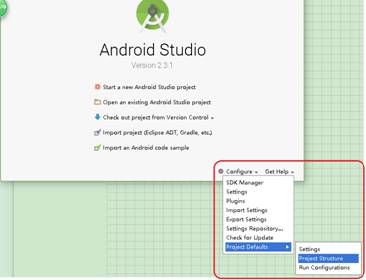 Android Studio
Version 2.3.1
Start a new Android Studio project
Open an existing Android Studio project
Check out project from Version Control
Import project (Eclipse ADT, Gradle, etc.)
Import an Android code sample
Configure Get Help
SDK Manager
Settings
Plugins
Import Settings
Export Settings
Settings Repository...
Check for Update
Project Defaults
Settings
Project Structure
Run Configurations